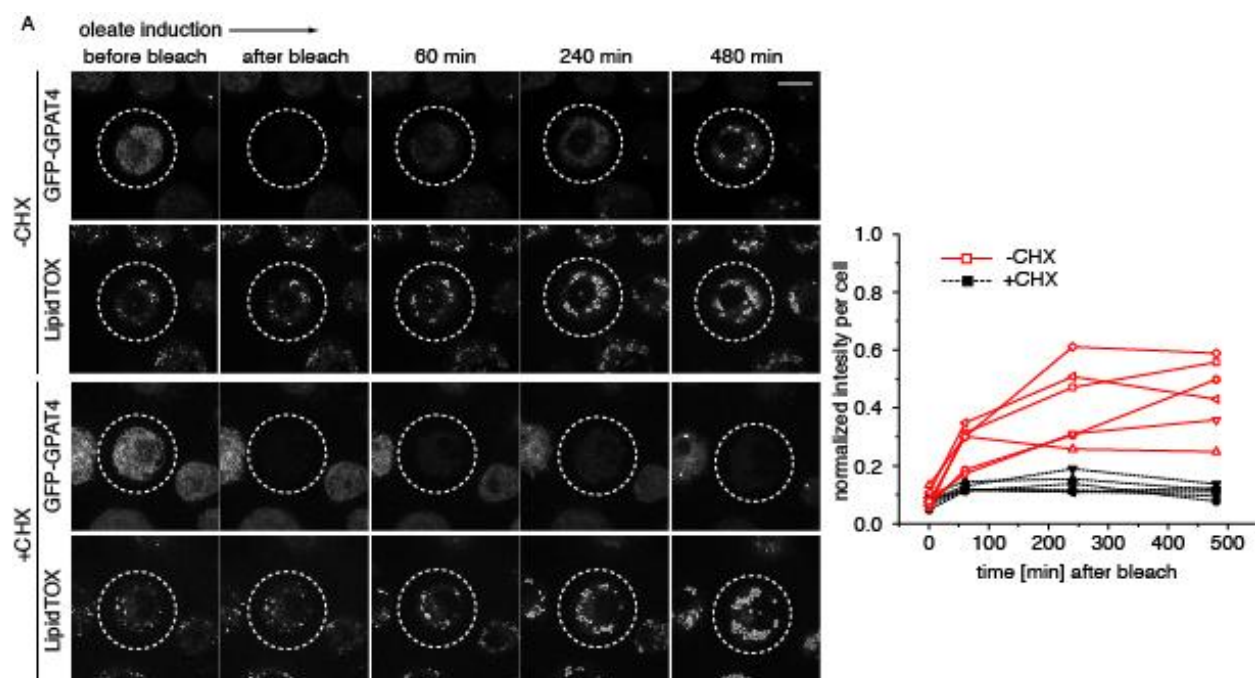 A
oleate induction
before bleach after bleach 60 min 240 min 480 min
-CHX
GFP-GPAT4
LipidTOX
+CHX
GFP-GPAT4
LipidTOX
normalized intesity per cell
1.0
0.8
0.6
0.4
0.2
0.0
-CHX
+CHX
0 100 200 300 400 500
time [min] after bleach